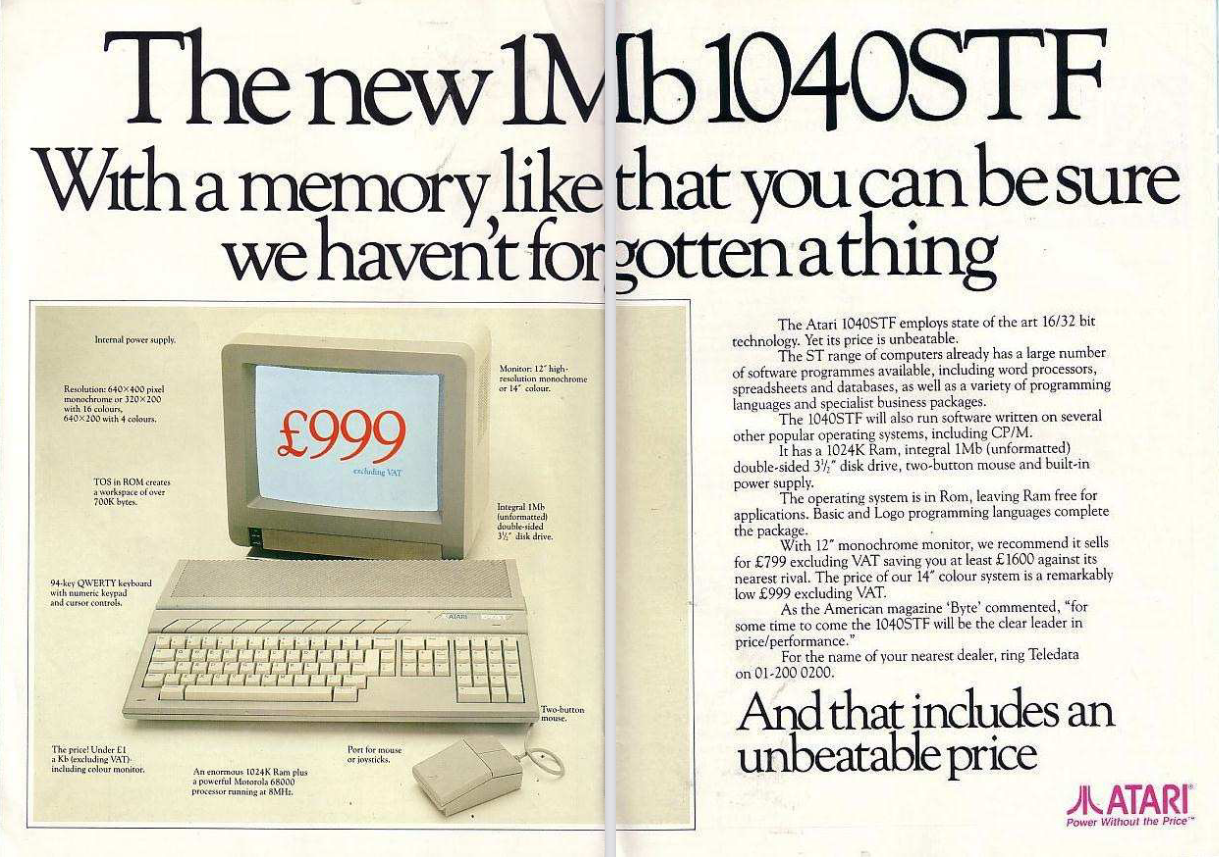 The new 1Mb 1040STF
With a memory like that you can be sure
we haven't forgotten a thing
Internal power supply.
Resolution: 640×400 pixel
monochrome or 320×200
with 16 colours,
640×200 with 4 colours.
TOS in ROM creates
a workspace of over
700K bytes.
94-key QWERTY keyboard
with numeric keypad
and cursor controls.
The price! Under £1
a Kb (excluding VAT)-
including colour monitor.
An enormous 1024K Ram plus
a powerful Motorola 68000
processor running at 8MHz.
Port for mouse
or joysticks.
Two-button
mouse.
Integral 1Mb
(unformatted)
double-sided
3½″ disk drive.
Monitor: 12″ high-
resolution monochrome
or 14″ colour.
£999
excluding VAT
ATARI
The Atari 1040STF employs state of the art 16/32 bit
technology. Yet its price is unbeatable.
The ST range of computers already has a large number
of software programmes available, including word processors,
spreadsheets and databases, as well as a variety of programming
languages and specialist business packages.
The 1040STF will also run software written on several
other popular operating systems, including CP/M.
It has a 1024K Ram, integral 1Mb (unformatted)
double-sided 3½″ disk drive, two-button mouse and built-in
power supply.
The operating system is in Rom, leaving Ram free for
applications. Basic and Logo programming languages complete
the package.
With 12″ monochrome monitor, we recommend it sells
for £799 excluding VAT saving you at least £1600 against its
nearest rival. The price of our 14″ colour system is a remarkably
low £999 excluding VAT.
As the American magazine 'Byte' commented, “for
some time to come the 1040STF will be the clear leader in
price/performance.”
For the name of your nearest dealer, ring Teledata
on 01-200 0200.
And that includes an
unbeatable price
ATARI®
Power Without the Price™